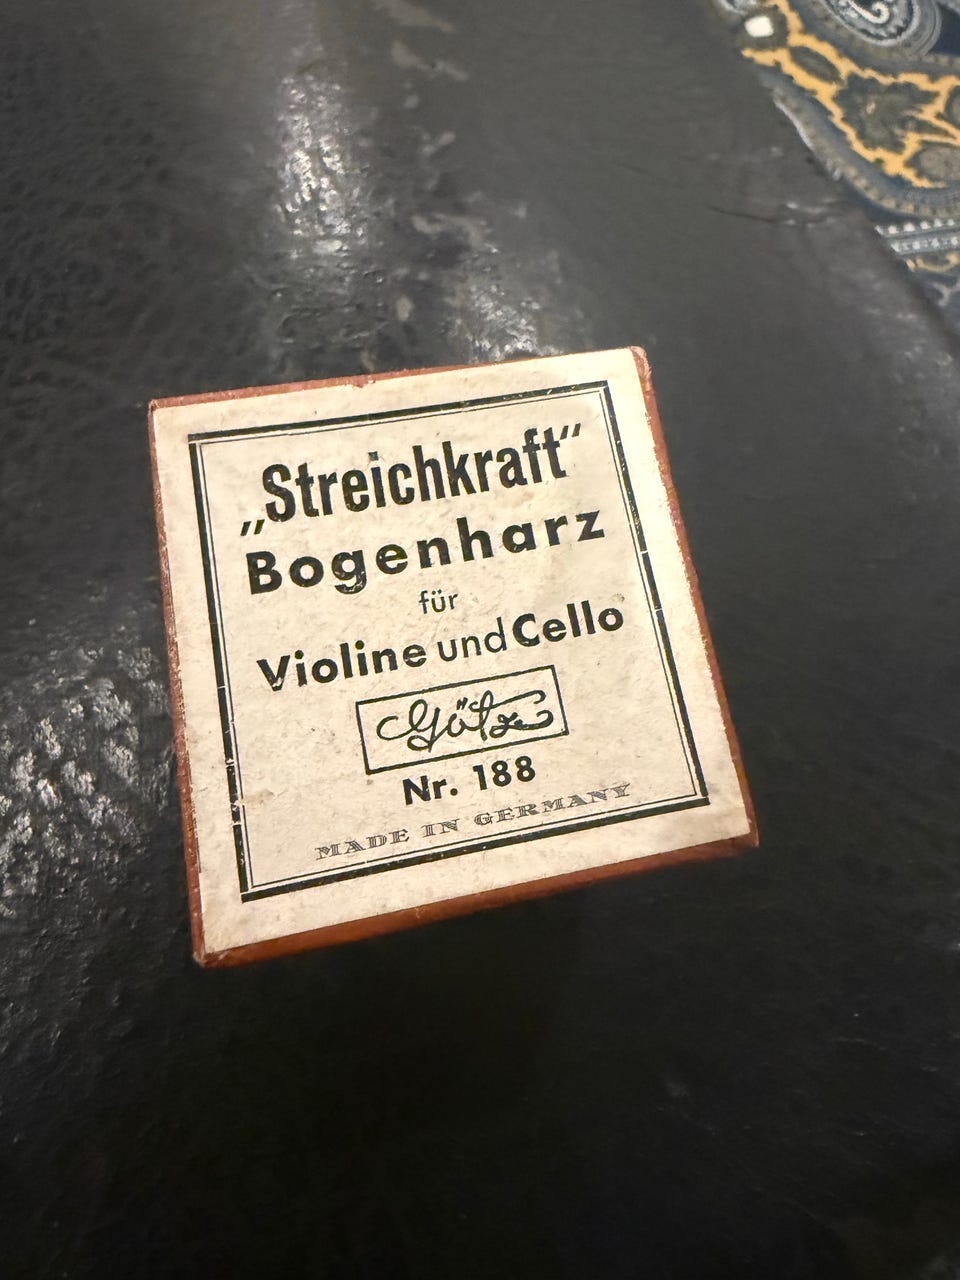 „Streichkraft“
Bogenharz
für
Violine und Cello
Götz
Nr. 188
MADE IN GERMANY